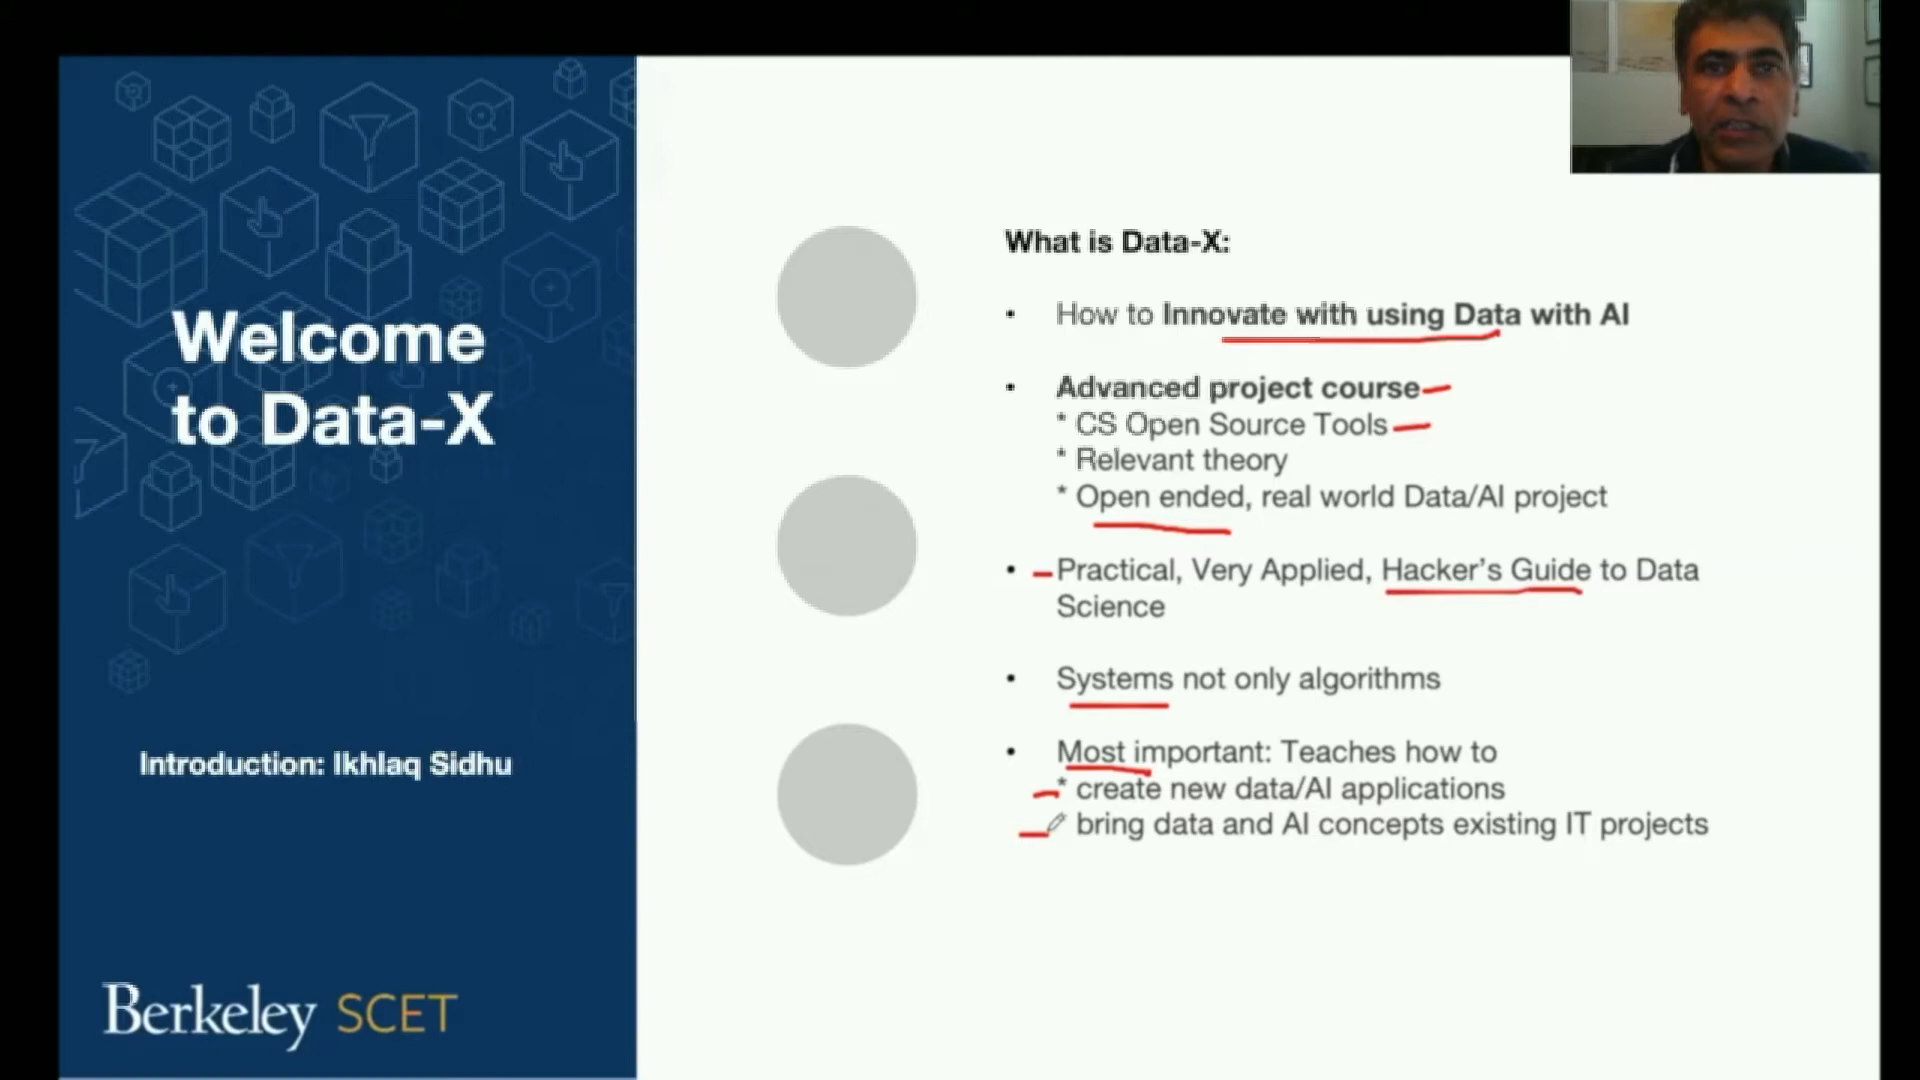 Welcome
to Data-X
Introduction: Ikhlaq Sidhu
Berkeley SCET
What is Data-X:
• How to Innovate with using Data with AI
• Advanced project course
* CS Open Source Tools
* Relevant theory
* Open ended, real world Data/AI project
• Practical, Very Applied, Hacker's Guide to Data
Science
• Systems not only algorithms
• Most important: Teaches how to
* create new data/AI applications
* bring data and AI concepts existing IT projects